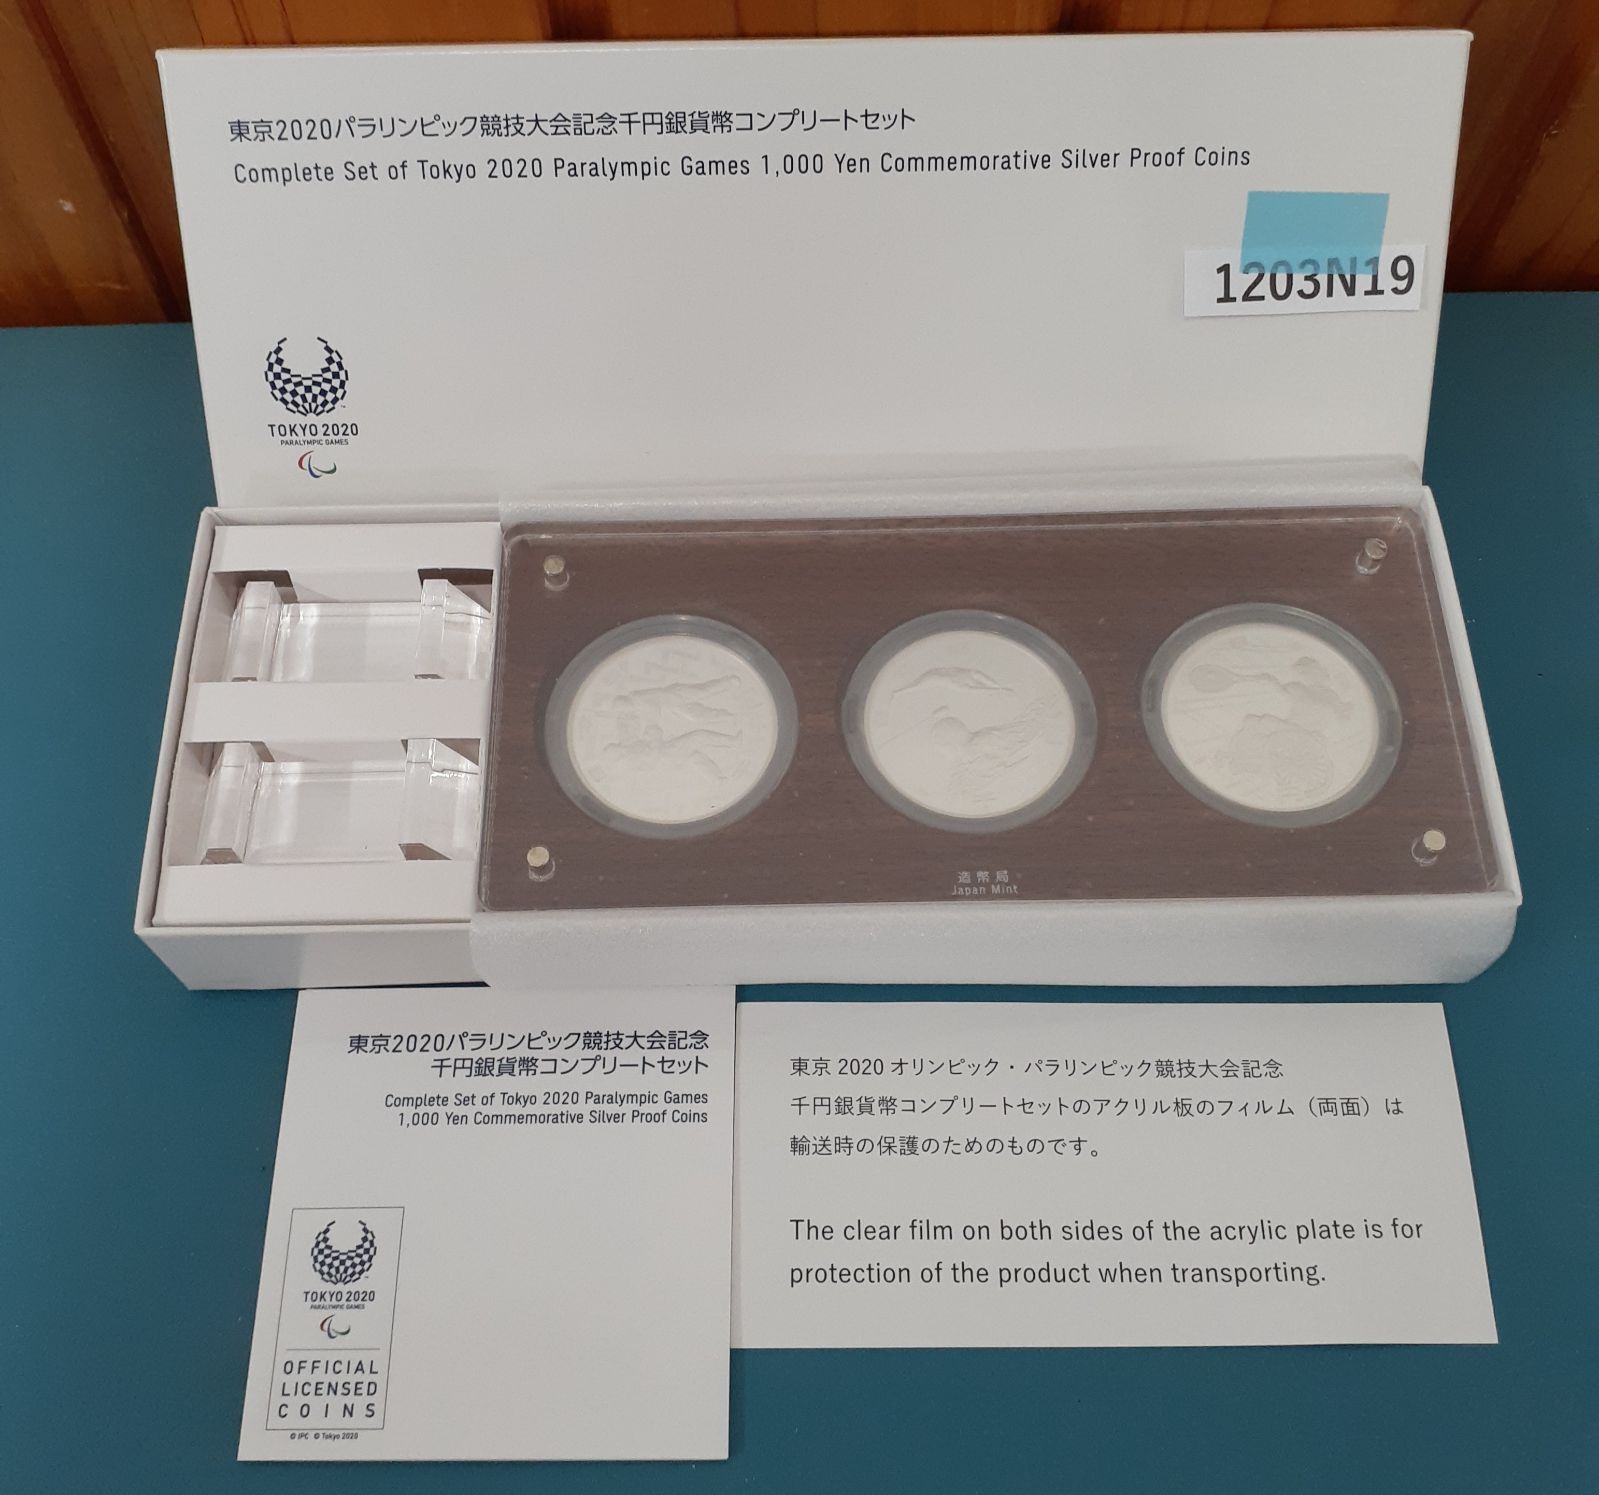 東京2020パラリンピック競技大会記念千円銀貨幣コンプリートセット
Complete Set of Tokyo 2020 Paralympic Games 1,000 Yen Commemorative Silver Proof Coins
1203N19
TOKYO 2020
PARALYMPIC GAMES
造幣局
Japan Mint
東京2020パラリンピック競技大会記念
千円銀貨幣コンプリートセット
Complete Set of Tokyo 2020 Paralympic Games
1,000 Yen Commemorative Silver Proof Coins
TOKYO 2020
PARALYMPIC GAMES
OFFICIAL
LICENSED
COINS
© IPC © Tokyo 2020
東京 2020 オリンピック・パラリンピック競技大会記念
千円銀貨幣コンプリートセットのアクリル板のフィルム（両面）は
輸送時の保護のためのものです。
The clear film on both sides of the acrylic plate is for
protection of the product when transporting.